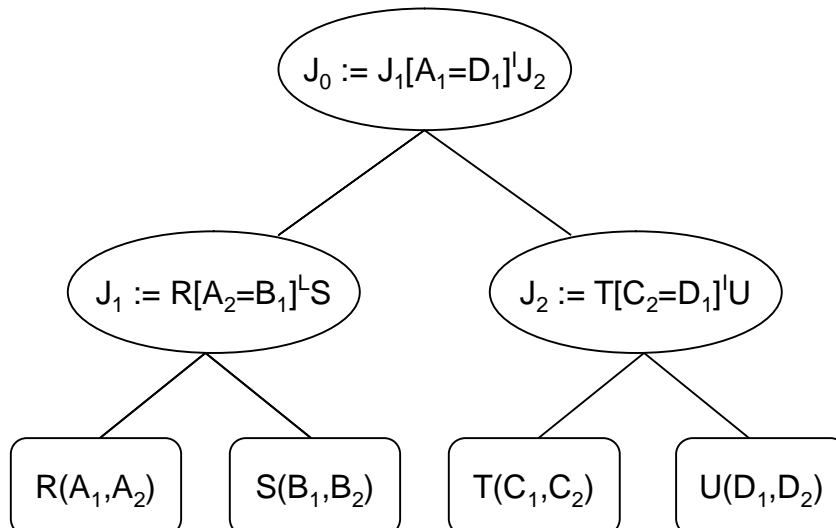 J₀ := J₁[A₁=D₁]ᴵJ₂
J₁ := R[A₂=B₁]ᴸS
J₂ := T[C₂=D₁]ᴵU
R(A₁,A₂)
S(B₁,B₂)
T(C₁,C₂)
U(D₁,D₂)